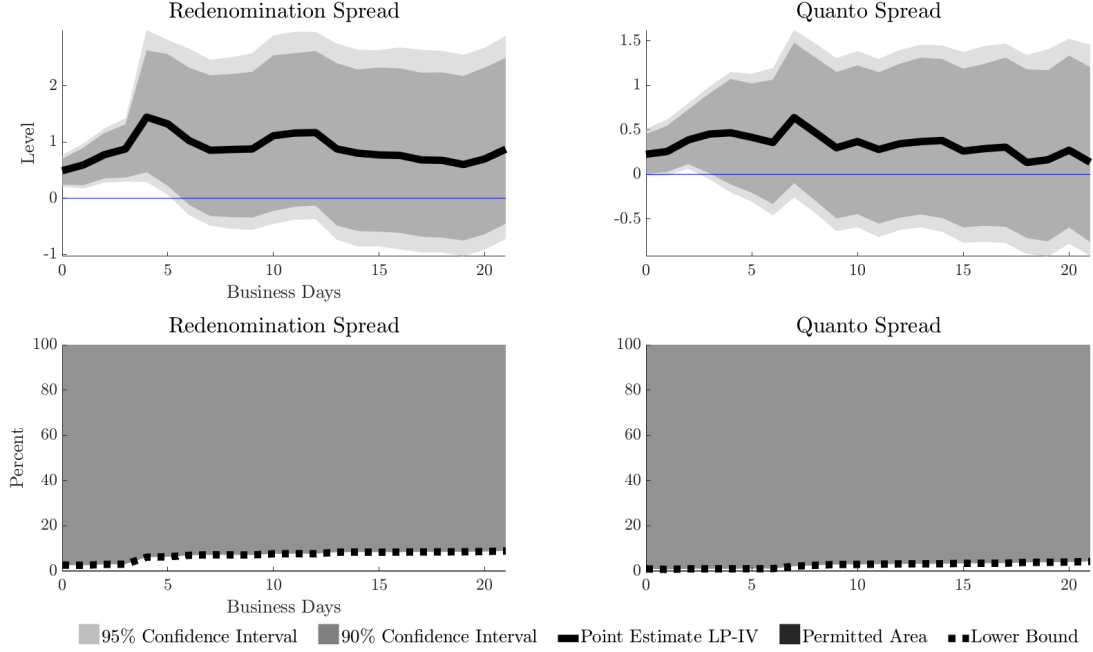 Redenomination Spread
Quanto Spread
Level
2
1
0
-1
0 5 10 15 20
Business Days
1.5
1
0.5
0
-0.5
0 5 10 15 20
Redenomination Spread
Quanto Spread
Percent
100
80
60
40
20
0
0 5 10 15 20
Business Days
100
80
60
40
20
0
0 5 10 15 20
95% Confidence Interval 90% Confidence Interval Point Estimate LP-IV Permitted Area Lower Bound